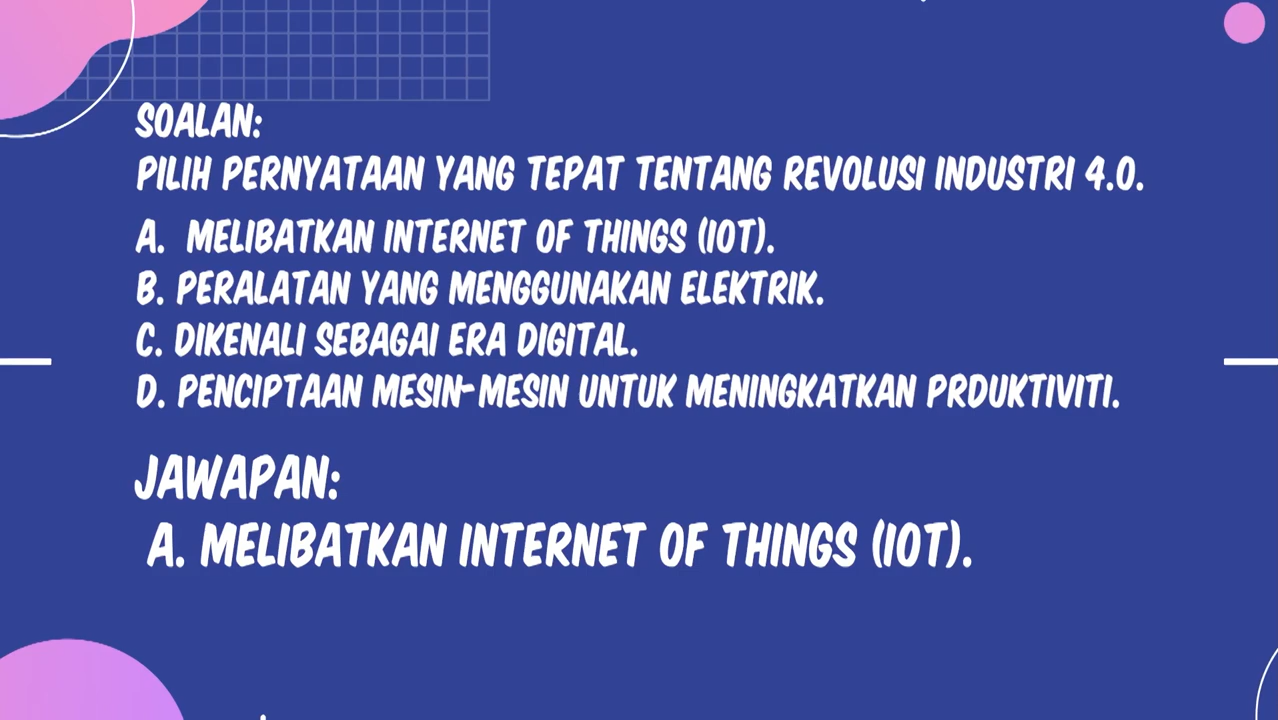 SOALAN:
PILIH PERNYATAAN YANG TEPAT TENTANG REVOLUSI INDUSTRI 4.0.
A. MELIBATKAN INTERNET OF THINGS (IOT).
B. PERALATAN YANG MENGGUNAKAN ELEKTRIK.
C. DIKENALI SEBAGAI ERA DIGITAL.
D. PENCIPTAAN MESIN-MESIN UNTUK MENINGKATKAN PRDUKTIVITI.
JAWAPAN:
A. MELIBATKAN INTERNET OF THINGS (IOT).